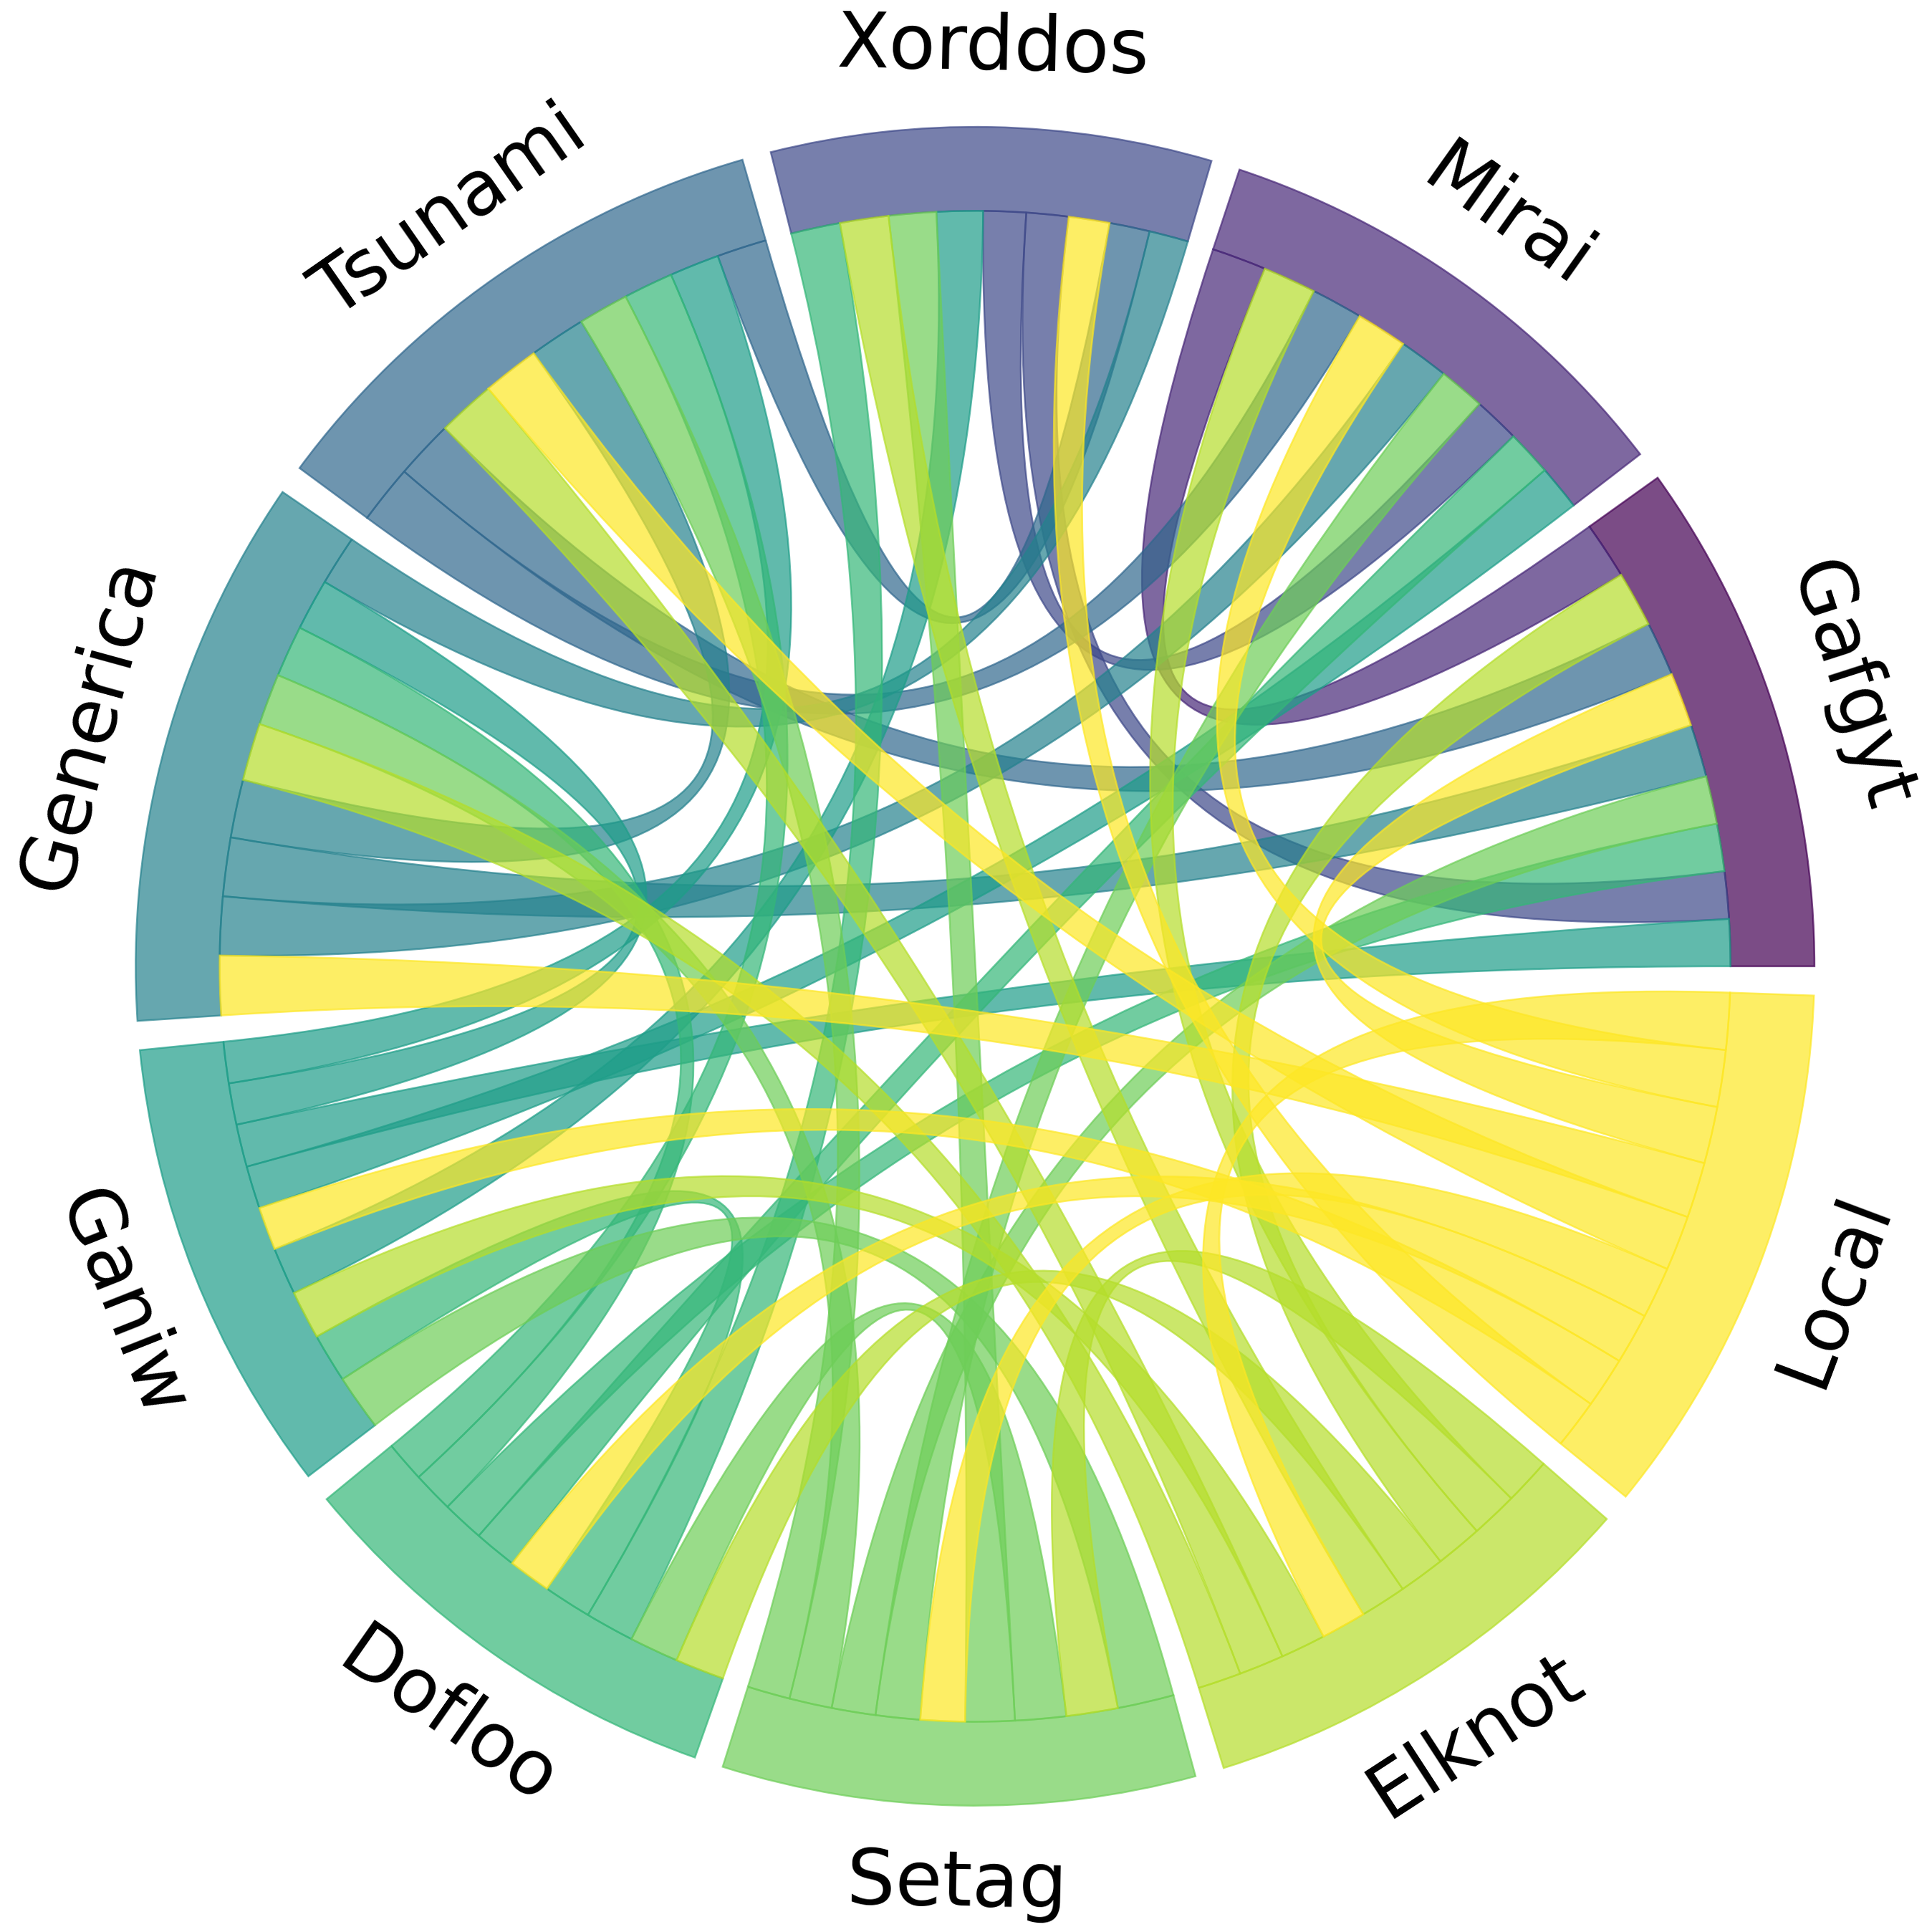 Xorddos
Mirai
Gafgyt
Local
Elknot
Setag
Dofloo
Ganiw
Generica
Tsunami